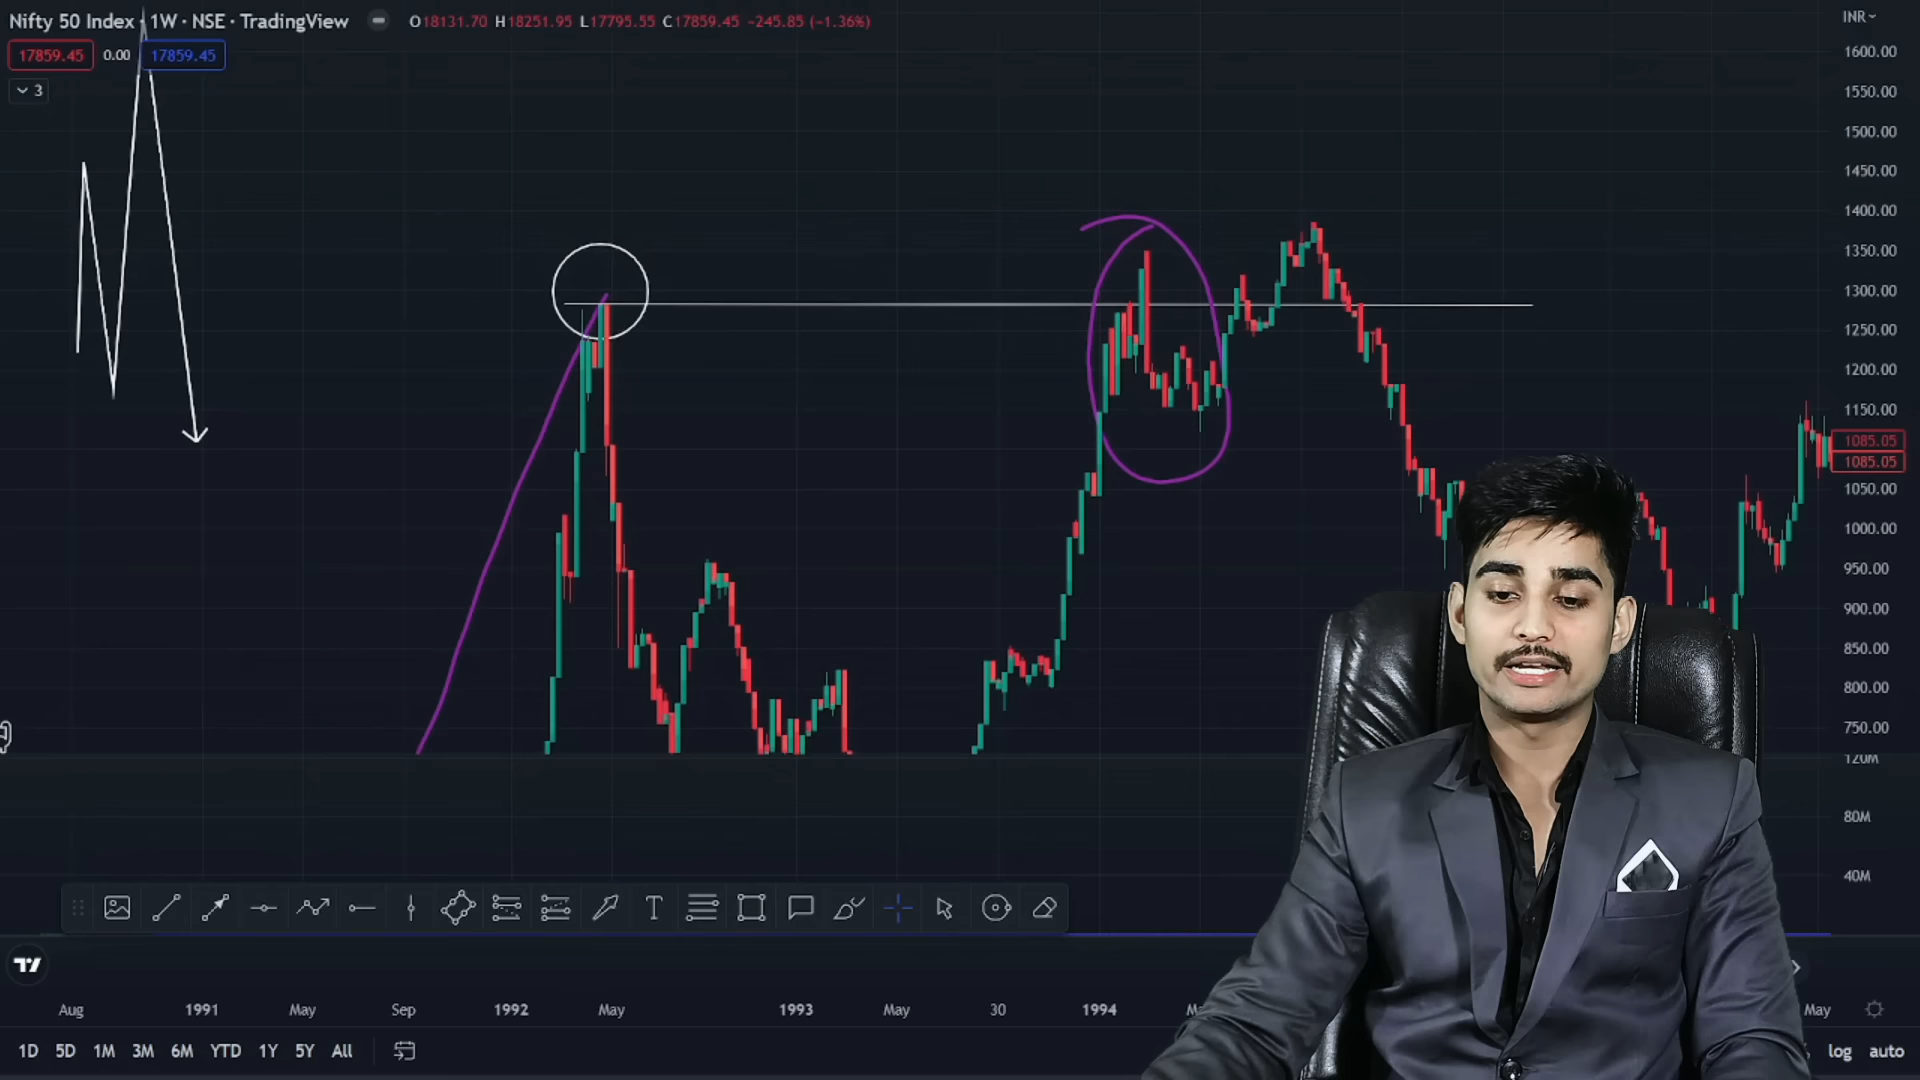 Nifty 50 Index · 1W · NSE · TradingView O18131.70 H18251.95 L17795.55 C17859.45 -245.85 (-1.36%) INR
17859.45 0.00 17859.45
3
1600.00
1550.00
1500.00
1450.00
1400.00
1350.00
1300.00
1250.00
1200.00
1150.00
1085.05
1085.05
1050.00
1000.00
950.00
900.00
850.00
800.00
750.00
120M
80M
40M
T
Aug 1991 May Sep 1992 May 1993 May 30 1994 May
1D 5D 1M 3M 6M YTD 1Y 5Y All log auto